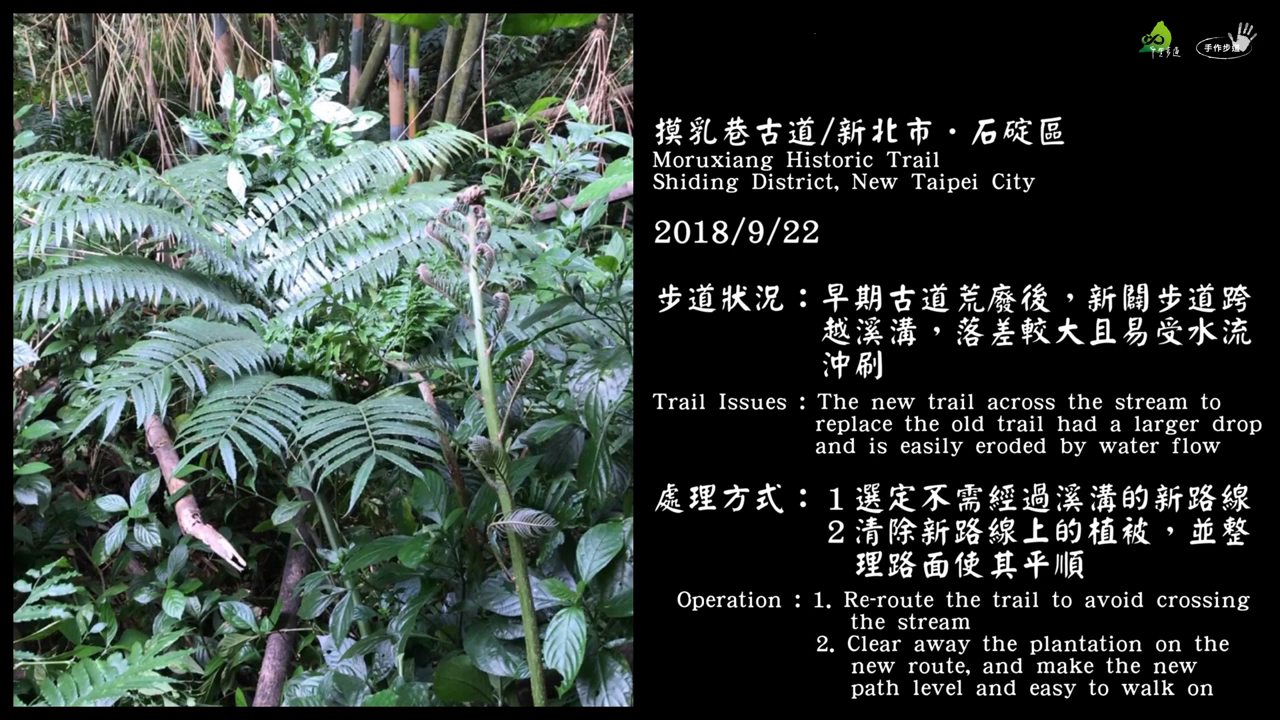 千里步道
手作步道
摸乳巷古道/新北市・石碇區
Moruxiang Historic Trail
Shiding District, New Taipei City
2018/9/22
步道狀況：早期古道荒廢後，新闢步道跨
越溪溝，落差較大且易受水流
沖刷
Trail Issues : The new trail across the stream to
replace the old trail had a larger drop
and is easily eroded by water flow
處理方式：1 選定不需經過溪溝的新路線
2 清除新路線上的植被，並整
理路面使其平順
Operation : 1. Re-route the trail to avoid crossing
the stream
2. Clear away the plantation on the
new route, and make the new
path level and easy to walk on